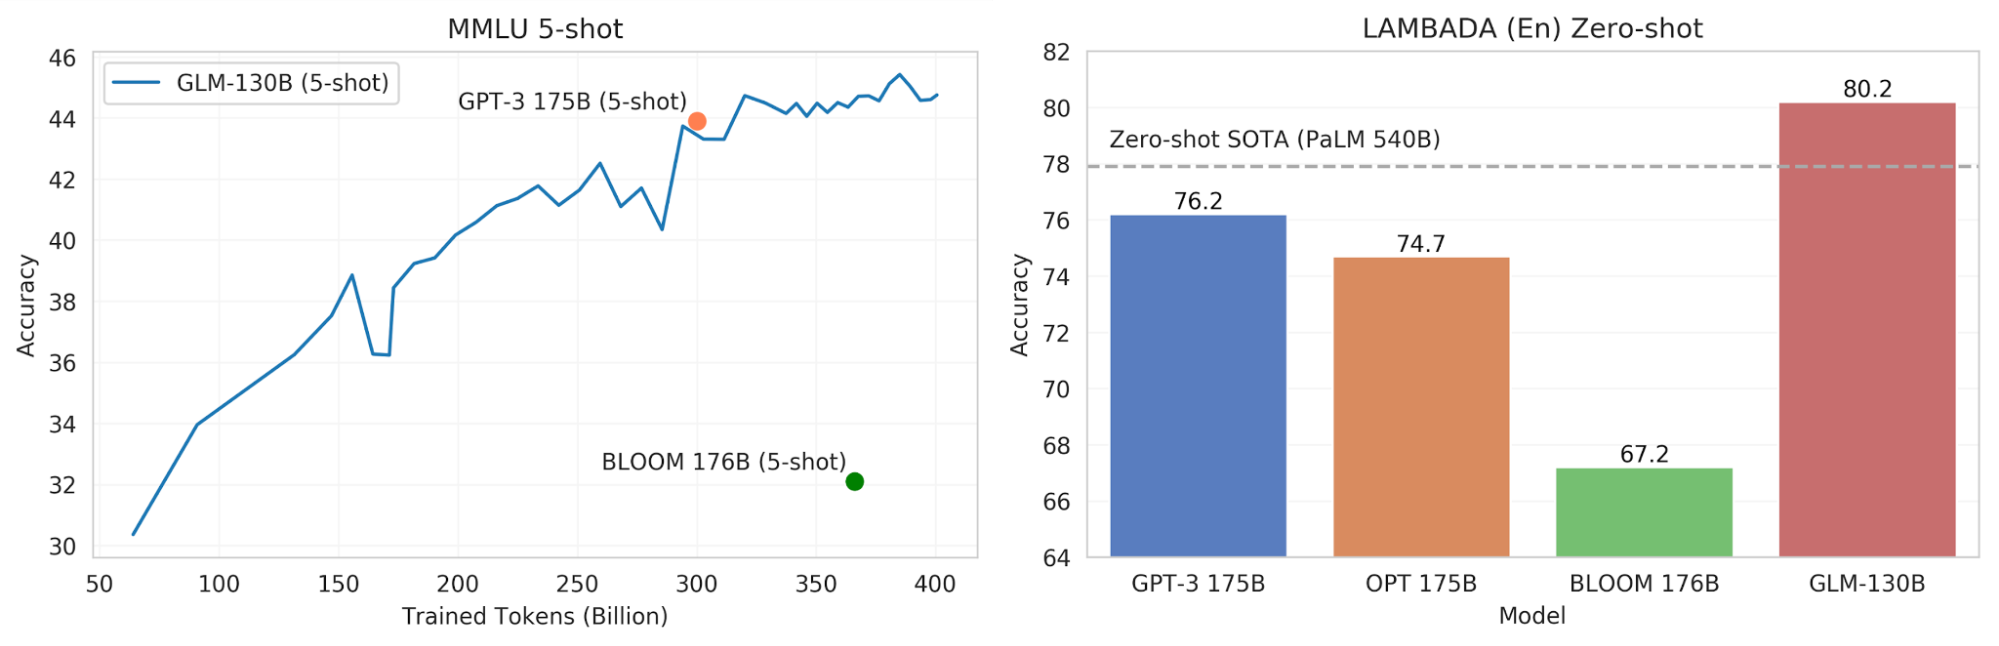 MMLU 5-shot
GLM-130B (5-shot)
GPT-3 175B (5-shot)
BLOOM 176B (5-shot)
Accuracy
46
44
42
40
38
36
34
32
30
50 100 150 200 250 300 350 400
Trained Tokens (Billion)
LAMBADA (En) Zero-shot
Zero-shot SOTA (PaLM 540B)
76.2
74.7
67.2
80.2
Accuracy
82
80
78
76
74
72
70
68
66
64
GPT-3 175B OPT 175B BLOOM 176B GLM-130B
Model